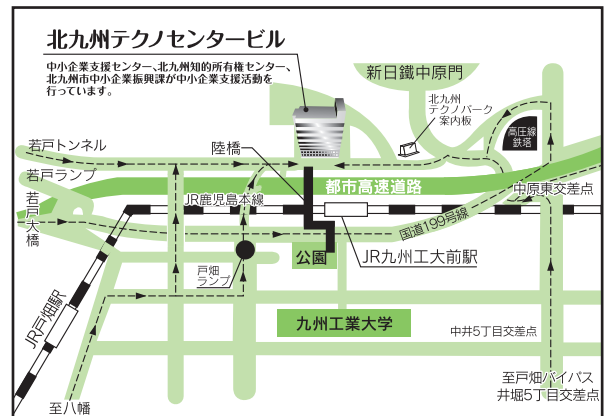 北九州テクノセンタービル
中小企業支援センター、北九州知的所有権センター、
北九州市中小企業振興課が中小企業支援活動を
行っています。
新日鐵中原門
北九州
テクノパーク
案内板
高圧線
鉄塔
若戸トンネル
陸橋
若戸ランプ
都市高速道路
中原東交差点
若戸大橋
JR鹿児島本線
国道199号線
公園
JR九州工大前駅
戸畑
ランプ
JR戸畑駅
九州工業大学
中井5丁目交差点
至戸畑バイパス
井堀5丁目交差点
至八幡